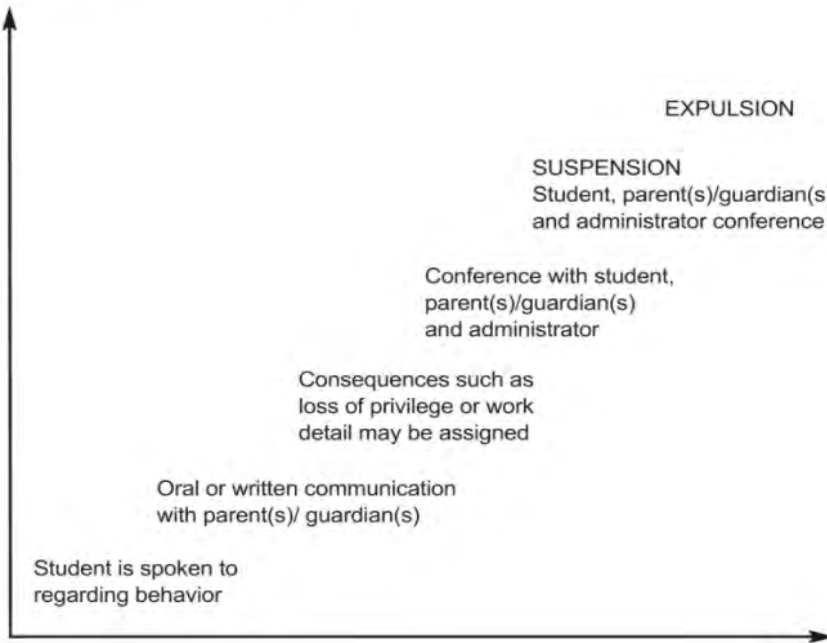 EXPULSION
SUSPENSION
Student, parent(s)/guardian(s
and administrator conference
Conference with student,
parent(s)/guardian(s)
and administrator
Consequences such as
loss of privilege or work
detail may be assigned
Oral or written communication
with parent(s)/ guardian(s)
Student is spoken to
regarding behavior